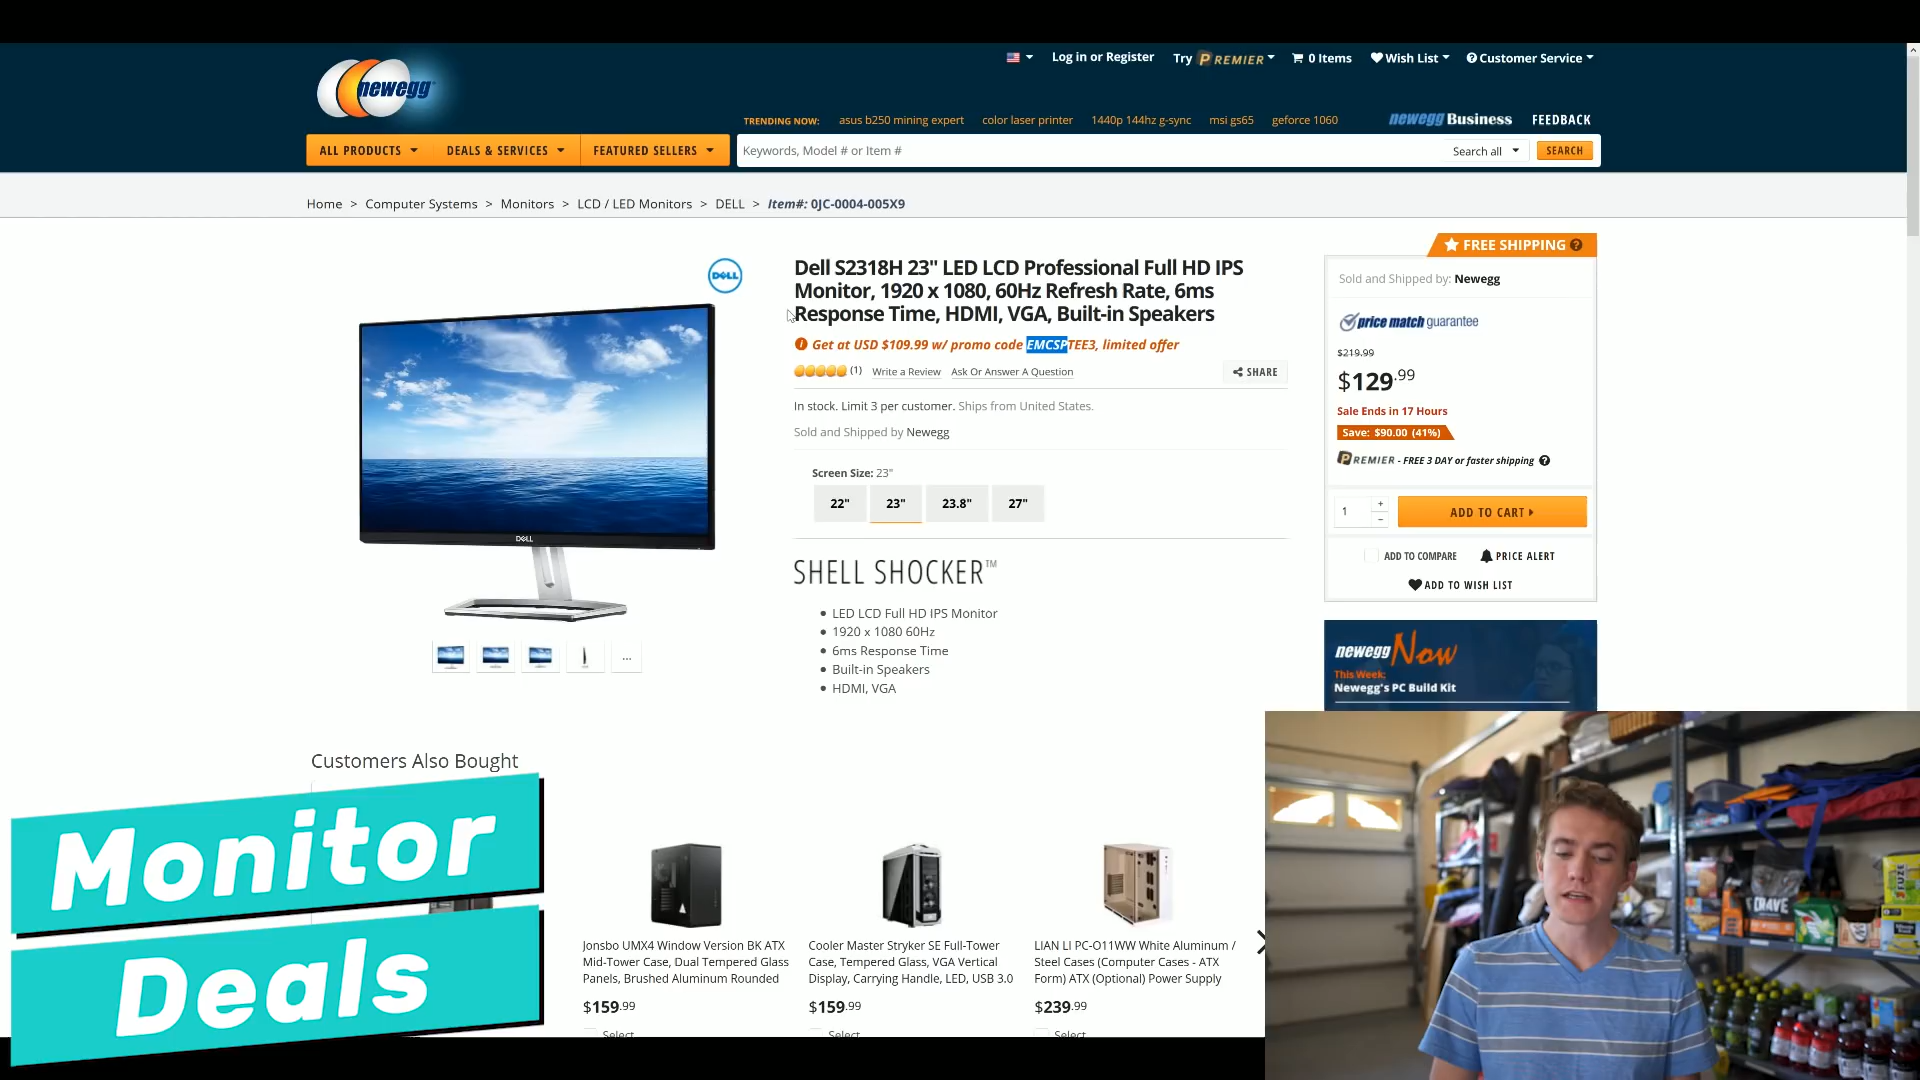 Log in or Register
Try PREMIER
0 Items
Wish List
Customer Service
newegg
TRENDING NOW:
asus b250 mining expert
color laser printer
1440p 144hz g-sync
msi gs65
geforce 1060
newegg Business
FEEDBACK
ALL PRODUCTS
DEALS & SERVICES
FEATURED SELLERS
Keywords, Model # or Item #
Search all
SEARCH
Home > Computer Systems > Monitors > LCD / LED Monitors > DELL > Item#: 0JC-0004-005X9
DELL
DELL
Dell S2318H 23" LED LCD Professional Full HD IPS
Monitor, 1920 x 1080, 60Hz Refresh Rate, 6ms
Response Time, HDMI, VGA, Built-in Speakers
Get at USD $109.99 w/ promo code EMCSPTEE3, limited offer
(1)
Write a Review
Ask Or Answer A Question
SHARE
In stock. Limit 3 per customer. Ships from United States.
Sold and Shipped by Newegg
Screen Size: 23"
22"
23"
23.8"
27"
SHELL SHOCKER™
• LED LCD Full HD IPS Monitor
• 1920 x 1080 60Hz
• 6ms Response Time
• Built-in Speakers
• HDMI, VGA
...
FREE SHIPPING
Sold and Shipped by: Newegg
price match guarantee
$219.99
$129.99
Sale Ends in 17 Hours
Save: $90.00 (41%)
PREMIER - FREE 3 DAY or faster shipping
1
+
-
ADD TO CART
ADD TO COMPARE
PRICE ALERT
ADD TO WISH LIST
newegg Now
This Week:
Newegg's PC Build Kit
Customers Also Bought
Jonsbo UMX4 Window Version BK ATX
Mid-Tower Case, Dual Tempered Glass
Panels, Brushed Aluminum Rounded
$159.99
Select
Cooler Master Stryker SE Full-Tower
Case, Tempered Glass, VGA Vertical
Display, Carrying Handle, LED, USB 3.0
$159.99
Select
LIAN LI PC-O11WW White Aluminum /
Steel Cases (Computer Cases - ATX
Form) ATX (Optional) Power Supply
$239.99
Select
Monitor
Deals
CRAVE
FUZE